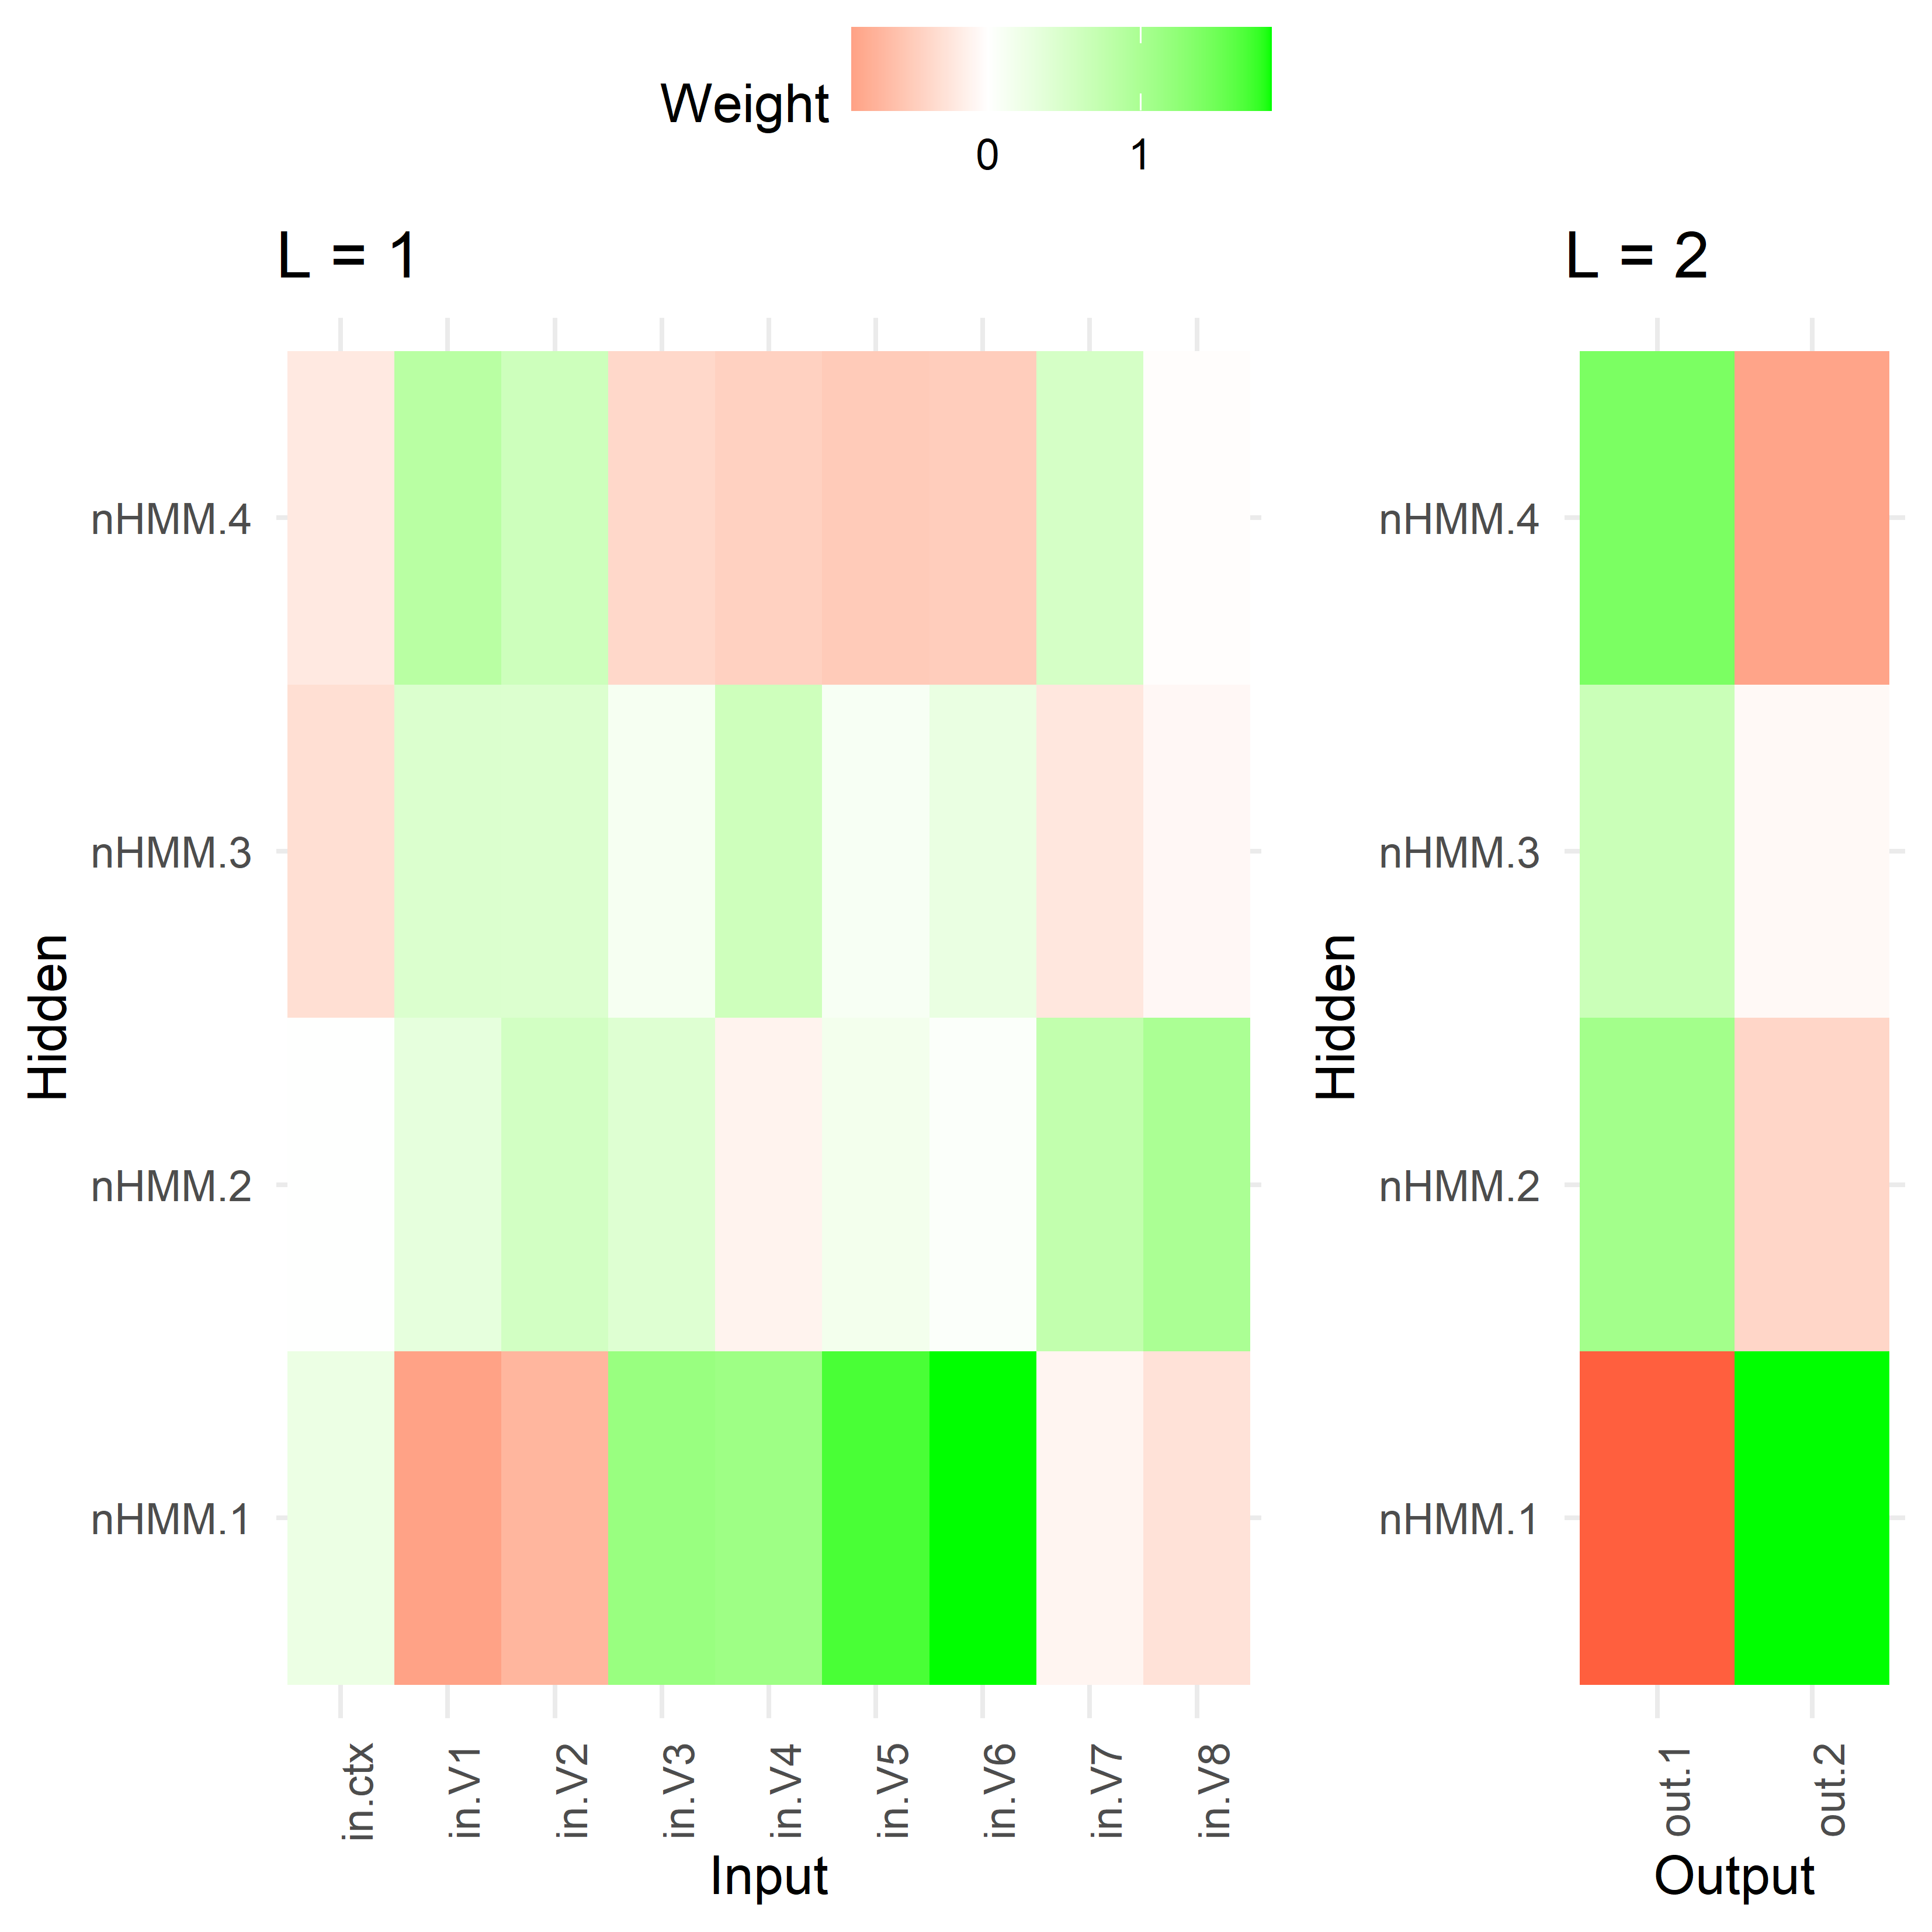 Weight
0 1
L = 1
nHMM.4
nHMM.3
nHMM.2
nHMM.1
Hidden
in.ctx
in.V1
in.V2
in.V3
in.V4
in.V5
in.V6
in.V7
in.V8
Input
L = 2
nHMM.4
nHMM.3
nHMM.2
nHMM.1
Hidden
out.1
out.2
Output